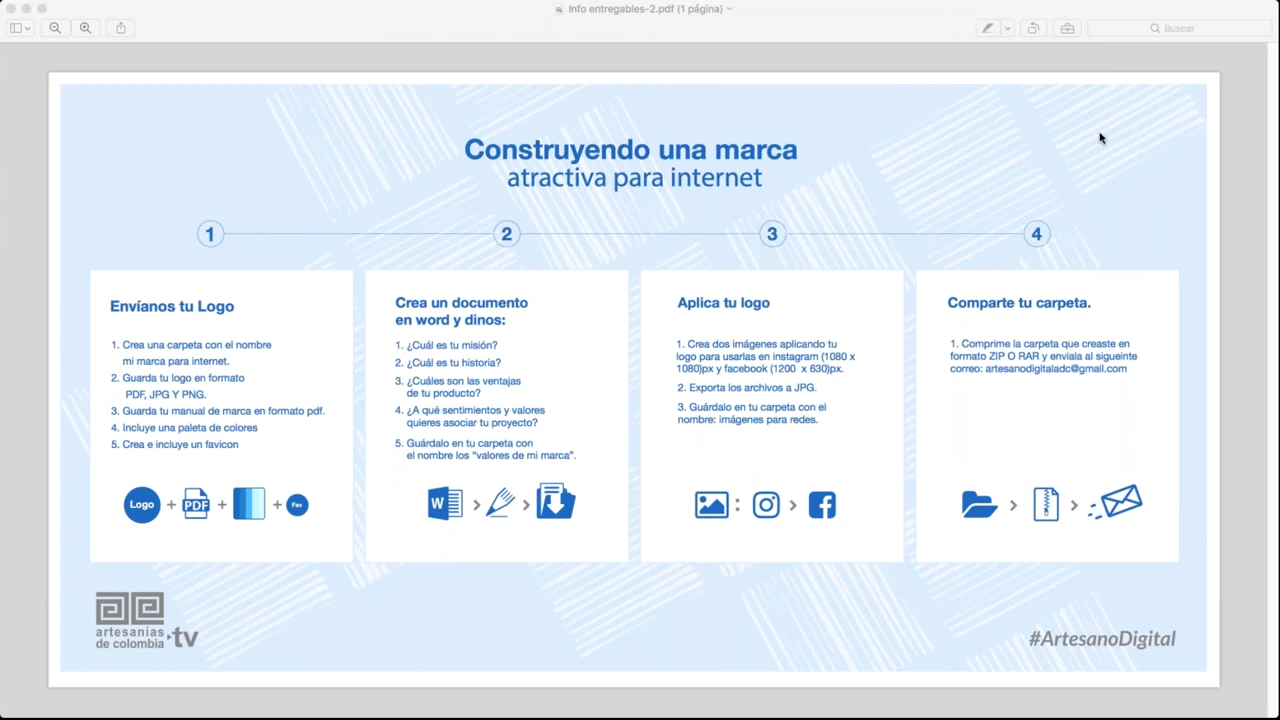 Info entregables-2.pdf (1 página)
Buscar
Construyendo una marca
atractiva para internet
1
2
3
4
Envíanos tu Logo
1. Crea una carpeta con el nombre
mi marca para internet.
2. Guarda tu logo en formato
PDF, JPG Y PNG.
3. Guarda tu manual de marca en formato pdf.
4. Incluye una paleta de colores
5. Crea e incluye un favicon
Logo + PDF + + Fav
Crea un documento
en word y dinos:
1. ¿Cuál es tu misión?
2. ¿Cuál es tu historia?
3. ¿Cuáles son las ventajas
de tu producto?
4. ¿A qué sentimientos y valores
quieres asociar tu proyecto?
5. Guárdalo en tu carpeta con
el nombre los “valores de mi marca”.
W > >
Aplica tu logo
1. Crea dos imágenes aplicando tu
logo para usarlas en instagram (1080 x
1080)px y facebook (1200 x 630)px.
2. Exporta los archivos a JPG.
3. Guárdalo en tu carpeta con el
nombre: imágenes para redes.
: >
Comparte tu carpeta.
1. Comprime la carpeta que creaste en
formato ZIP O RAR y enviala al sigueinte
correo: artesanodigitaladc@gmail.com
> >
artesanías
de colombia tv
#ArtesanoDigital